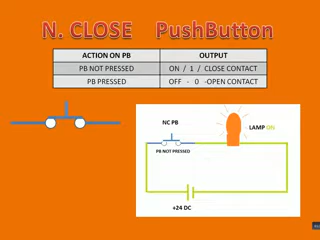 N. CLOSE PushButton
ACTION ON PB OUTPUT
PB NOT PRESSED ON / 1 / CLOSE CONTACT
PB PRESSED OFF - 0 -OPEN CONTACT
NC PB
LAMP ON
PB NOT PRESSED
+24 DC